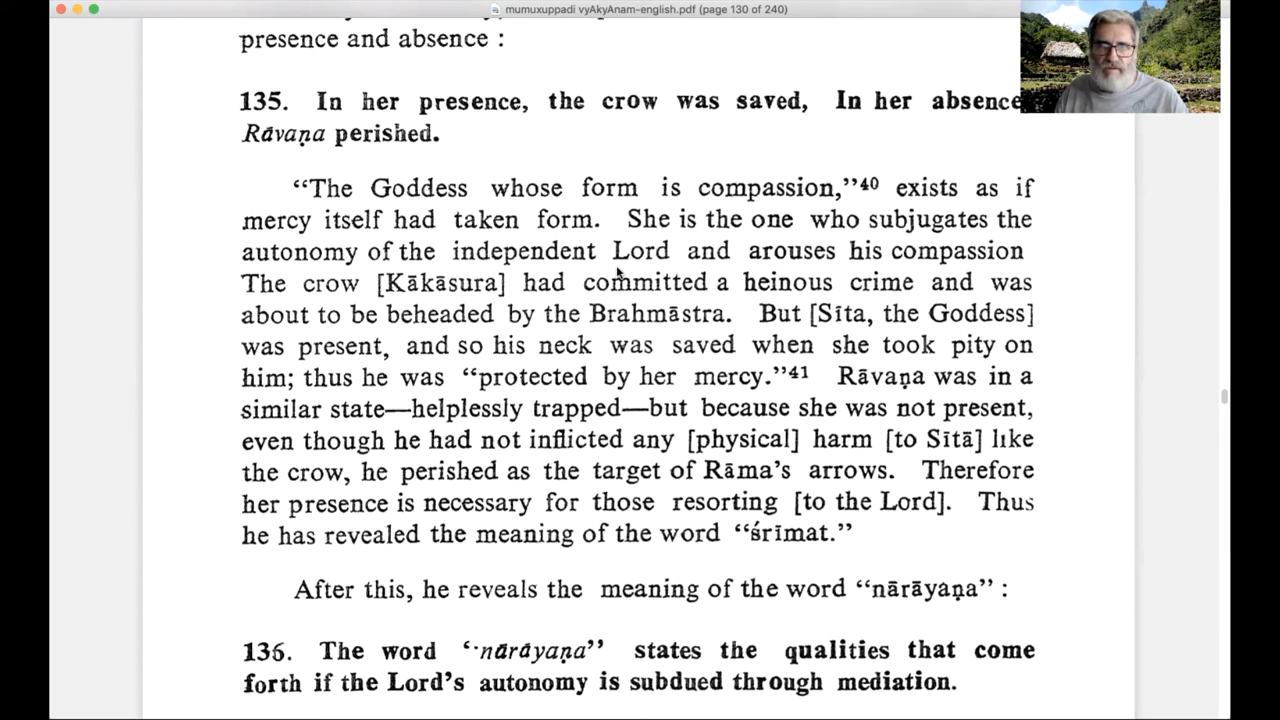 mumuxuppadi vyAkyAnam-english.pdf (page 130 of 240)
presence and absence :
135. In her presence, the crow was saved, In her absence
Rāvaṇa perished.
“The Goddess whose form is compassion,”⁴⁰ exists as if
mercy itself had taken form. She is the one who subjugates the
autonomy of the independent Lord and arouses his compassion
The crow [Kākāsura] had committed a heinous crime and was
about to be beheaded by the Brahmāstra. But [Sīta, the Goddess]
was present, and so his neck was saved when she took pity on
him; thus he was “protected by her mercy.”⁴¹ Rāvaṇa was in a
similar state—helplessly trapped—but because she was not present,
even though he had not inflicted any [physical] harm [to Sītā] like
the crow, he perished as the target of Rāma’s arrows. Therefore
her presence is necessary for those resorting [to the Lord]. Thus
he has revealed the meaning of the word “śrīmat.”
After this, he reveals the meaning of the word “nārāyaṇa” :
136. The word “nārāyaṇa” states the qualities that come
forth if the Lord’s autonomy is subdued through mediation.